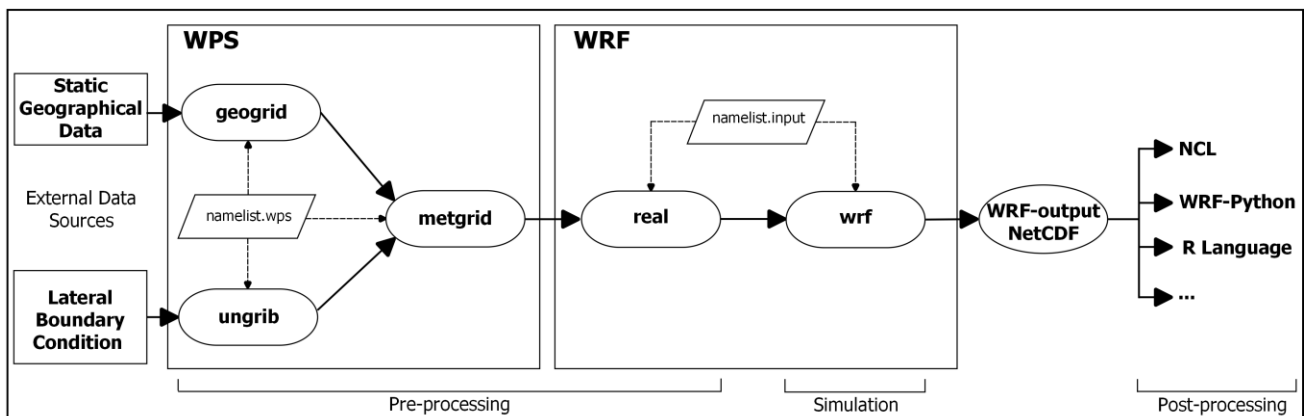 WPS
WRF
Static
Geographical
Data
geogrid
namelist.input
NCL
External Data
Sources
namelist.wps
metgrid
real
wrf
WRF-output
NetCDF
WRF-Python
R Language
...
Lateral
Boundary
Condition
ungrib
Pre-processing
Simulation
Post-processing